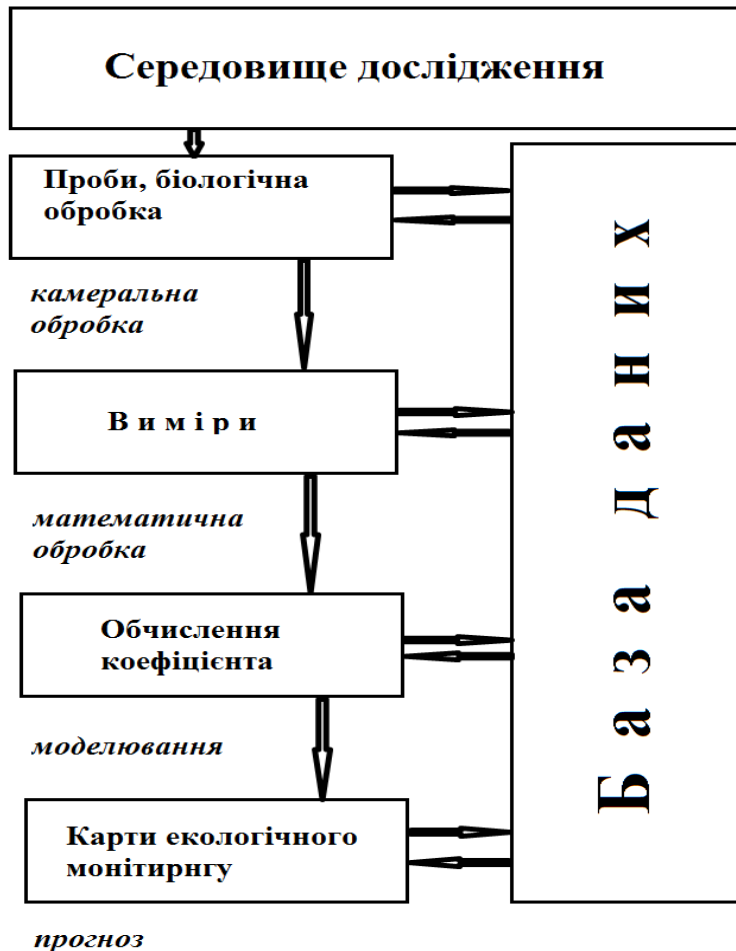 Середовище дослідження
Проби, біологічна
обробка
камеральна
обробка
В и м і р и
математична
обробка
Обчислення
коефіцієнта
моделювання
Карти екологічного
монітирнгу
прогноз
Б а з а д а н и х